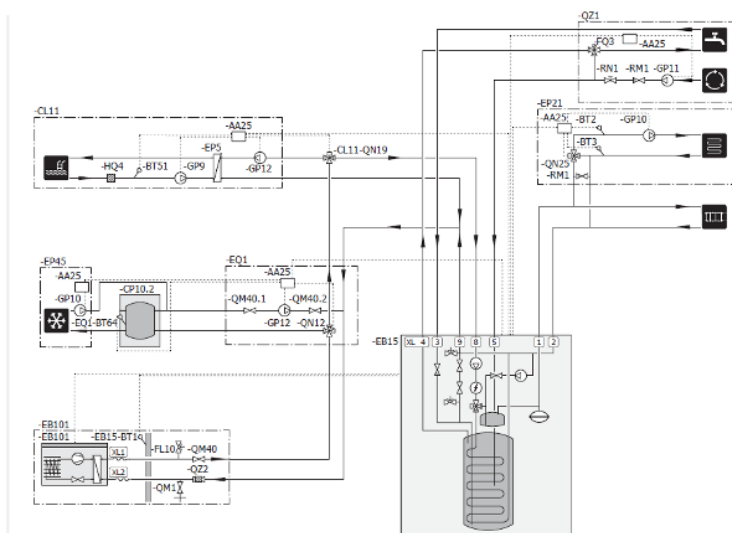 -QZ1
-FQ3
-AA25
-RN1 -RM1 -GP11
-EP21
-AA25 -BT2 -GP10
-BT3
-QN25
-RM1
-CL11
-AA25
-EP5
-CL11-QN19
-HQ4 -BT51 -GP9
-GP12
-EP45
-EQ1
-AA25
-AA25
-CP10.2
-GP10
-QM40.1 -QM40.2
-EQ1-BT64
-GP12 -QN12
-EB15
XL 4 3 9 8 5 1 2
-EB101
-EB101 -EB15-BT1
-FL10 -QM40
XL1
-QZ2
XL2
-QM1